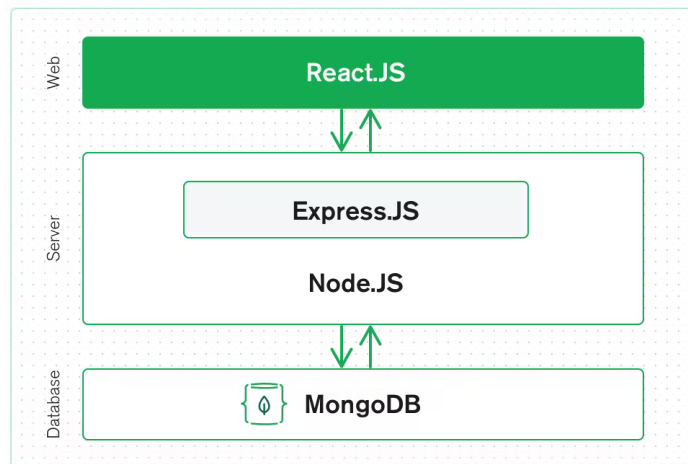 Web
React.JS
Server
Express.JS
Node.JS
Database
MongoDB